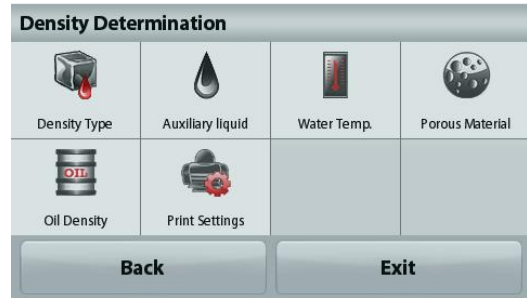 Density Determination
Density Type
Auxiliary liquid
Water Temp.
Porous Material
OIL
Oil Density
Print Settings
Back
Exit